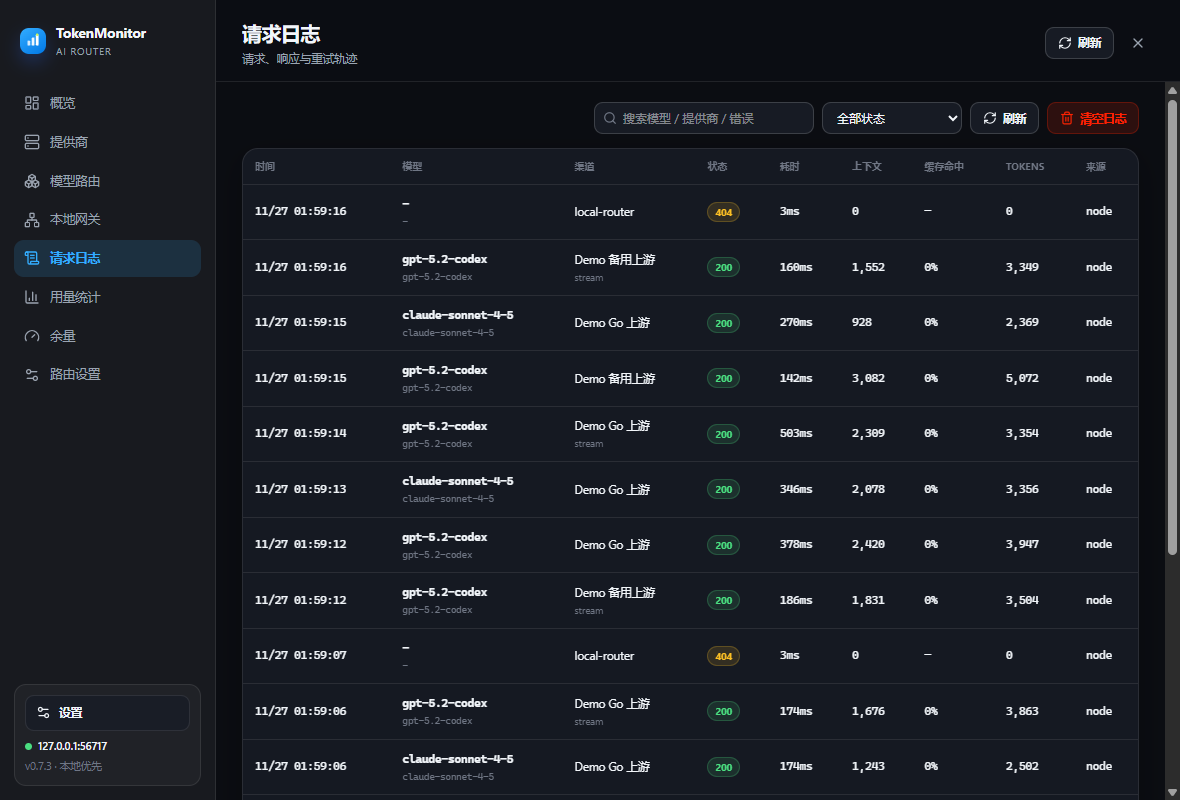 TokenMonitor
AI ROUTER
概览
提供商
模型路由
本地网关
请求日志
用量统计
余量
路由设置
设置
127.0.0.1:56717
v0.7.3 · 本地优先
请求日志
请求、响应与重试轨迹
刷新
搜索模型 / 提供商 / 错误
全部状态
刷新
清空日志
时间 模型 渠道 状态 耗时 上下文 缓存命中 TOKENS 来源
11/27 01:59:16 — local-router 404 3ms 0 — 0 node
—
11/27 01:59:16 gpt-5.2-codex Demo 备用上游 200 160ms 1,552 0% 3,349 node
gpt-5.2-codex stream
11/27 01:59:15 claude-sonnet-4-5 Demo Go 上游 200 270ms 928 0% 2,369 node
claude-sonnet-4-5
11/27 01:59:15 gpt-5.2-codex Demo 备用上游 200 142ms 3,082 0% 5,072 node
gpt-5.2-codex
11/27 01:59:14 gpt-5.2-codex Demo Go 上游 200 503ms 2,309 0% 3,354 node
gpt-5.2-codex stream
11/27 01:59:13 claude-sonnet-4-5 Demo Go 上游 200 346ms 2,078 0% 3,356 node
claude-sonnet-4-5
11/27 01:59:12 gpt-5.2-codex Demo Go 上游 200 378ms 2,420 0% 3,947 node
gpt-5.2-codex
11/27 01:59:12 gpt-5.2-codex Demo 备用上游 200 186ms 1,831 0% 3,504 node
gpt-5.2-codex stream
11/27 01:59:07 — local-router 404 3ms 0 — 0 node
—
11/27 01:59:06 gpt-5.2-codex Demo Go 上游 200 174ms 1,676 0% 3,863 node
gpt-5.2-codex stream
11/27 01:59:06 claude-sonnet-4-5 Demo Go 上游 200 174ms 1,243 0% 2,502 node
claude-sonnet-4-5